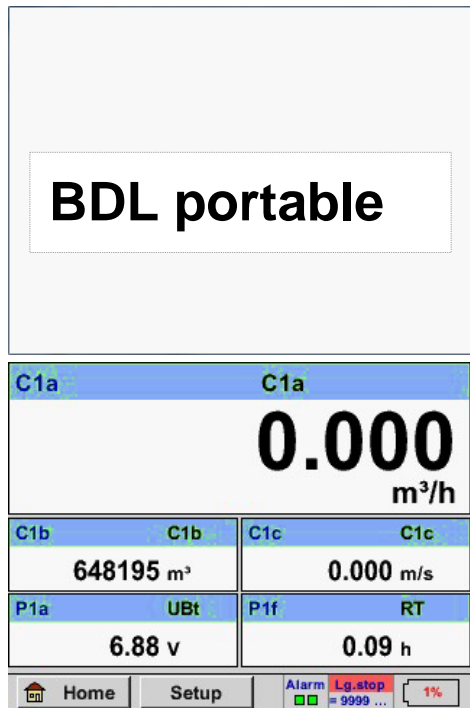 BDL portable
C1a C1a
0.000
m³/h
C1b C1b C1c C1c
648195 m³ 0.000 m/s
P1a UBt P1f RT
6.88 V 0.09 h
Home Setup Alarm Lg.stop 1%
= 9999 ...